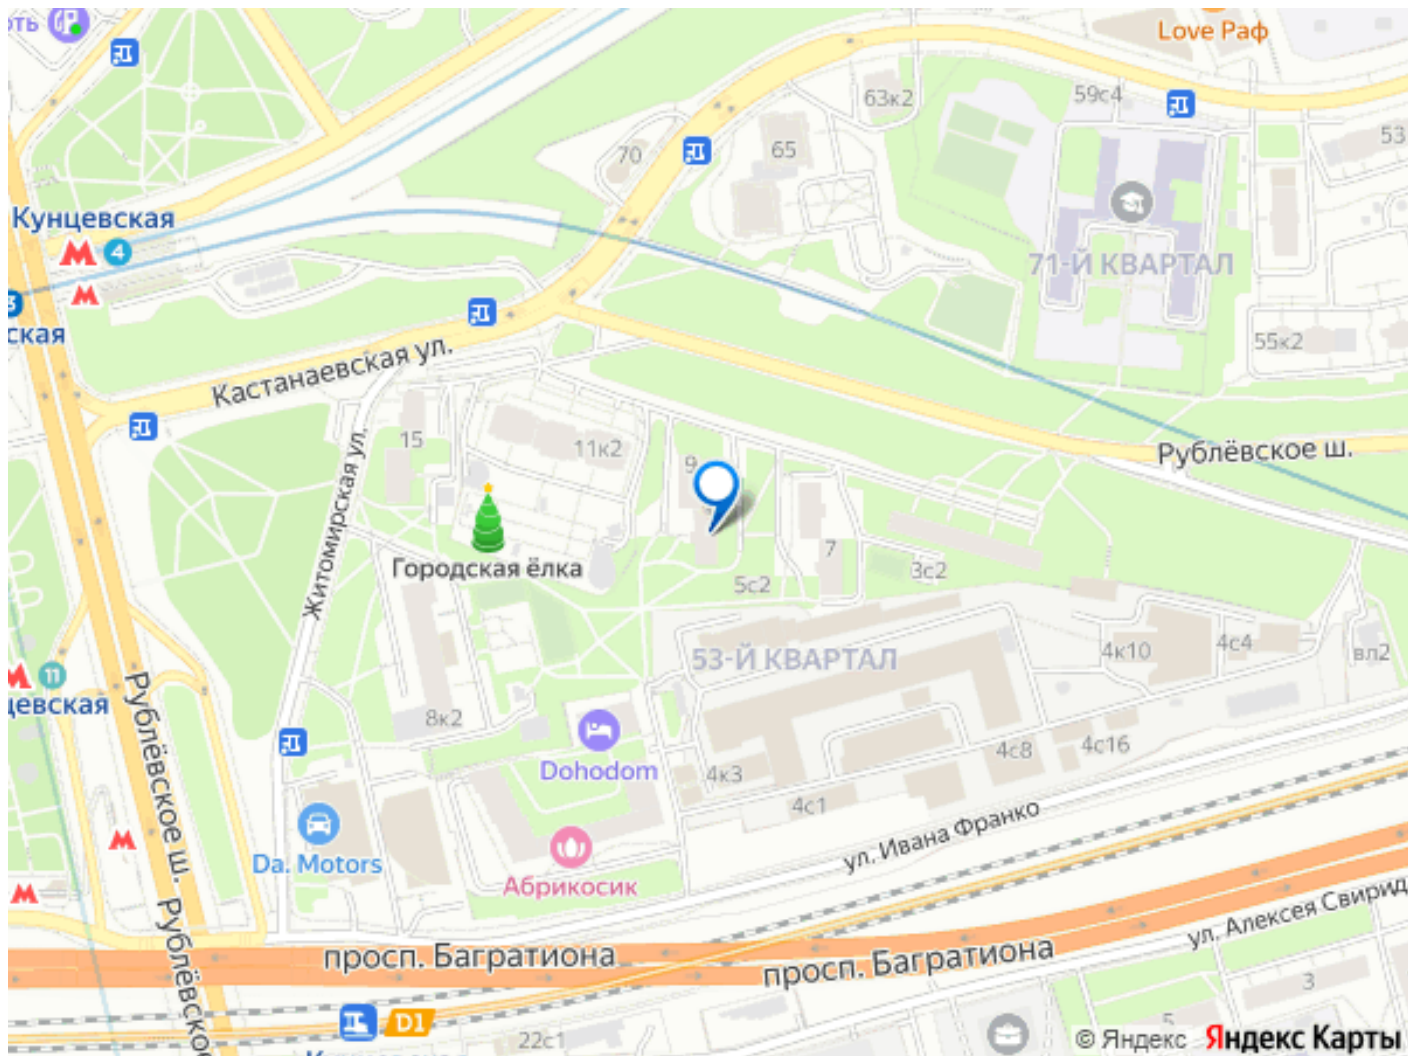 Love Раф
63к2
59с4
53
70
65
Кунцевская
4
71-Й КВАРТАЛ
3
ская
55к2
Кастанаевская ул.
Рублёвское ш.
15
11к2
9
Житомирская ул.
Городская ёлка
7
5с2
3с2
53-Й КВАРТАЛ
4к10
4с4
вл2
11
цевская
Рублёвское ш.
8к2
Dohodom
4к3
4с8
4с16
4с1
ул. Ивана Франко
Da. Motors
Абрикосик
Рублёвско
просп. Багратиона
просп. Багратиона
ул. Алексея Свирид
3
5
D1
22с1
© Яндекс Яндекс Карты